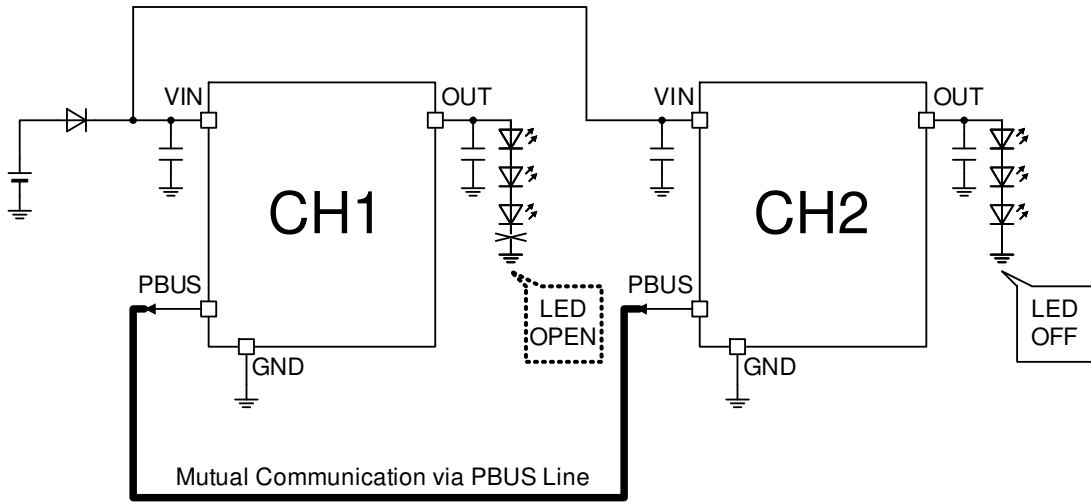 VIN
OUT
CH1
PBUS
LED
OPEN
GND
VIN
OUT
CH2
PBUS
LED
OFF
GND
Mutual Communication via PBUS Line